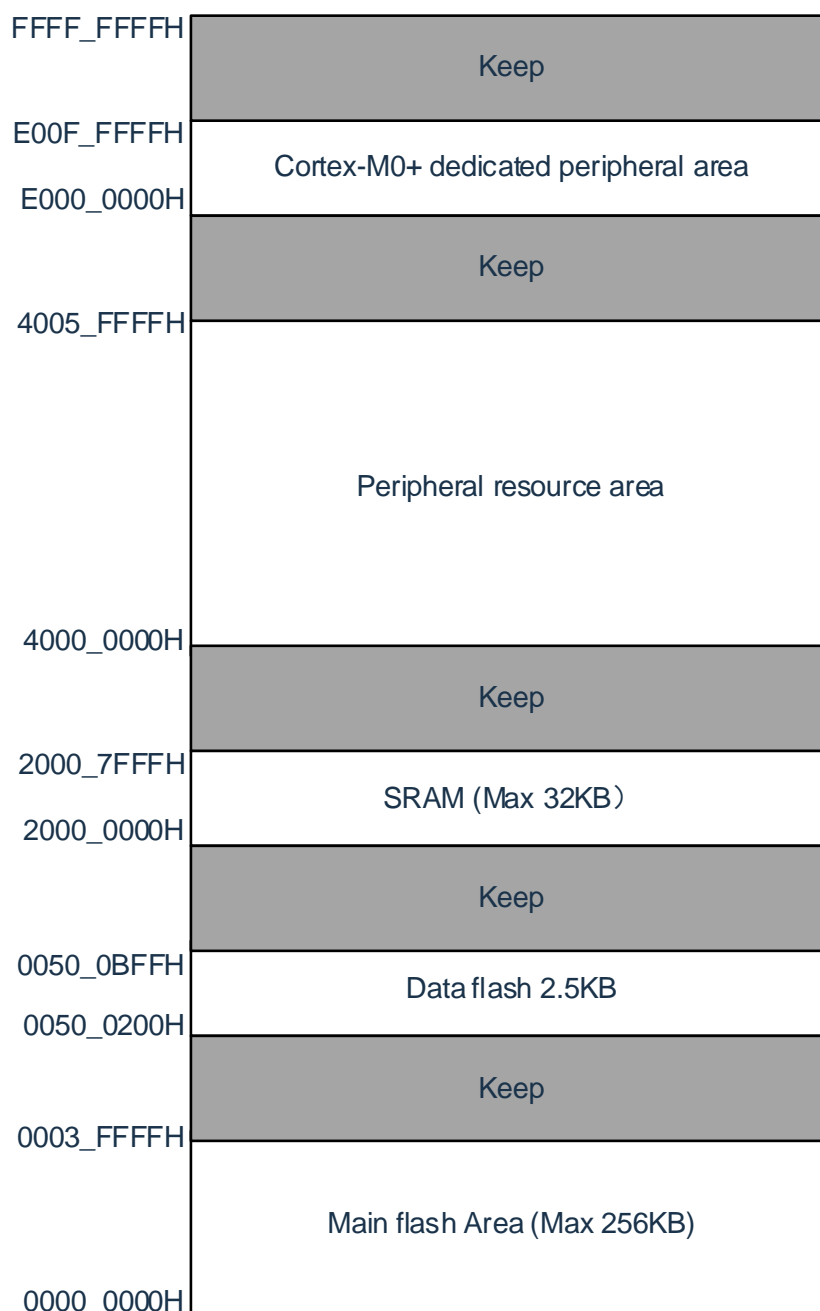 FFFF_FFFFH
Keep
E00F_FFFFH
Cortex-M0+ dedicated peripheral area
E000_0000H
Keep
4005_FFFFH
Peripheral resource area
4000_0000H
Keep
2000_7FFFH
SRAM (Max 32KB）
2000_0000H
Keep
0050_0BFFH
Data flash 2.5KB
0050_0200H
Keep
0003_FFFFH
Main flash Area (Max 256KB)
0000_0000H